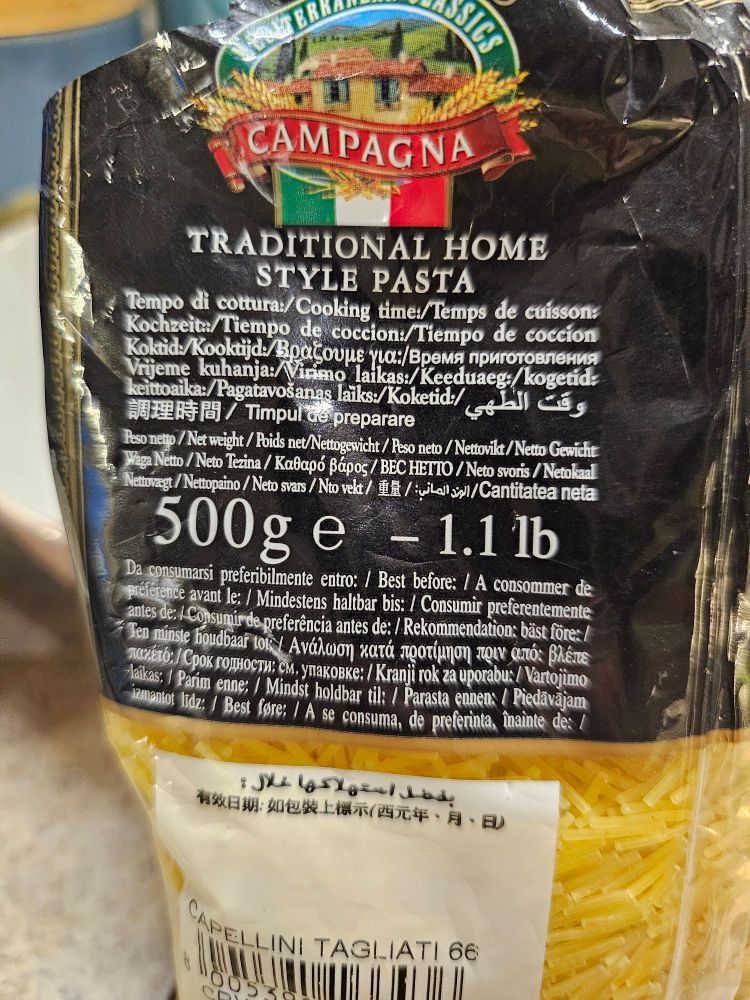 MEDITERRANEAN CLASSICS
CAMPAGNA
TRADITIONAL HOME
STYLE PASTA
Tempo di cottura:/Cooking time:/Temps de cuisson:
Kochzeit::/Tiempo de coccion:/Tiempo de coccion
Koktid:/Kooktijd:/Βράζουμε για:/Время приготовления
Vrijeme kuhanja:/Virimo laikas:/Keeduaeg:/kogetid:
keittoaika:/Pagatavošanas laiks:/Koketid:/ وقت الطهي
調理時間 / Timpul de preparare
Peso netto / Net weight / Poids net/Nettogewicht / Peso neto / Nettovikt / Netto Gewicht
Waga Netto / Neto Tezina / Καθαρό βάρος / ВЕС НЕТТО / Neto svoris / Netokaal
Nettovægt / Nettopaino / Neto svars / Nto vekt / 重量 / الوزن الصافي: /Cantitatea neta
500g e – 1.1 lb
Da consumarsi preferibilmente entro: / Best before: / A consommer de
préférence avant le: / Mindestens haltbar bis: / Consumir preferentemente
antes de: / Consumir de preferência antes de: / Rekommendation: bäst före: /
Ten minste houdbaar tot: / Ανάλωση κατά προτίμηση πριν από: βλέπε
πακέτο: / Срок годности: см, упаковке: / Kranji rok za uporabu: / Vartojimo
laikas: / Parim enne: / Mindst holdbar til: / Parasta ennen: / Piedāvājam
izmantot līdz: / Best føre: / A se consuma, de preferinta, înainte de: /
يفضل استهلاكها خلال :
有效日期: 如包裝上標示(西元年、月、日)
CAPELLINI TAGLIATI 66